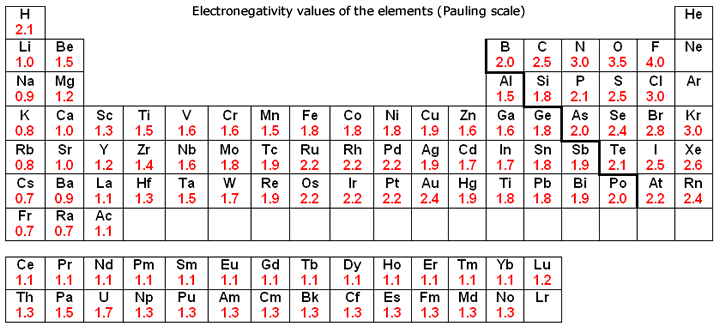 Electronegativity values of the elements (Pauling scale)
H He
2.1
Li Be B C N O F Ne
1.0 1.5 2.0 2.5 3.0 3.5 4.0
Na Mg Al Si P S Cl Ar
0.9 1.2 1.5 1.8 2.1 2.5 3.0
K Ca Sc Ti V Cr Mn Fe Co Ni Cu Zn Ga Ge As Se Br Kr
0.8 1.0 1.3 1.5 1.6 1.6 1.5 1.8 1.8 1.8 1.9 1.6 1.6 1.8 2.0 2.4 2.8 3.0
Rb Sr Y Zr Nb Mo Tc Ru Rh Pd Ag Cd In Sn Sb Te I Xe
0.8 1.0 1.2 1.4 1.6 1.8 1.9 2.2 2.2 2.2 1.9 1.7 1.7 1.8 1.9 2.1 2.5 2.6
Cs Ba La Hf Ta W Re Os Ir Pt Au Hg Ti Pb Bi Po At Rn
0.7 0.9 1.1 1.3 1.5 1.7 1.9 2.2 2.2 2.2 2.4 1.9 1.8 1.8 1.9 2.0 2.2 2.4
Fr Ra Ac
0.7 0.7 1.1
Ce Pr Nd Pm Sm Eu Gd Tb Dy Ho Er Tm Yb Lu
1.1 1.1 1.1 1.1 1.1 1.1 1.1 1.1 1.1 1.1 1.1 1.1 1.1 1.2
Th Pa U Np Pu Am Cm Bk Cf Es Fm Md No Lr
1.3 1.5 1.7 1.3 1.3 1.3 1.3 1.3 1.3 1.3 1.3 1.3 1.3